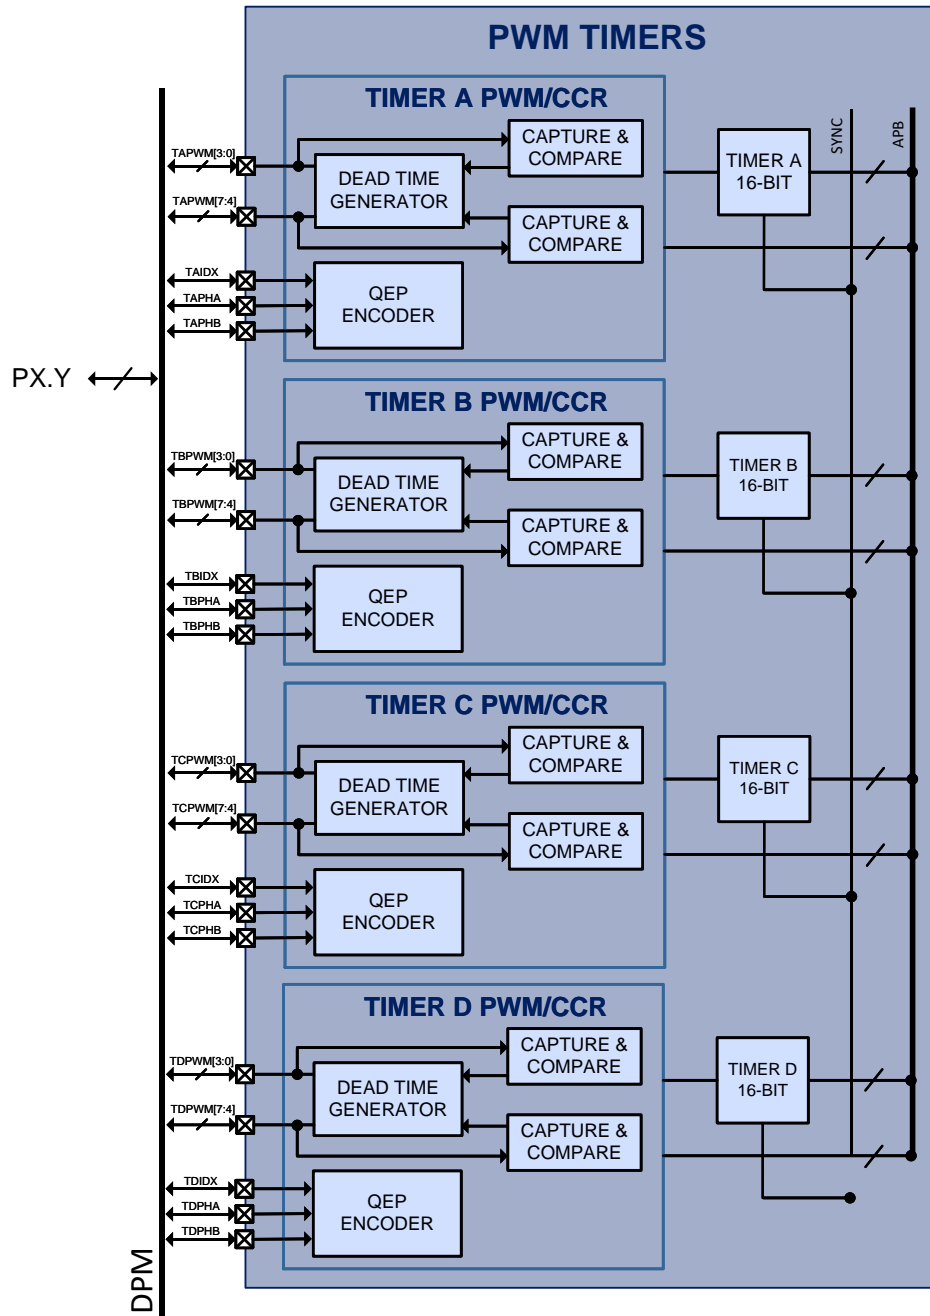 PWM TIMERS
TIMER A PWM/CCR
SYNC
APB
TAPWM[3:0]
CAPTURE &
COMPARE
TIMER A
16-BIT
DEAD TIME
GENERATOR
TAPWM[7:4]
CAPTURE &
COMPARE
TAIDX
TAPHA
TAPHB
QEP
ENCODER
PX.Y
TIMER B PWM/CCR
TBPWM[3:0]
CAPTURE &
COMPARE
TIMER B
16-BIT
DEAD TIME
GENERATOR
TBPWM[7:4]
CAPTURE &
COMPARE
TBIDX
TBPHA
TBPHB
QEP
ENCODER
TIMER C PWM/CCR
TCPWM[3:0]
CAPTURE &
COMPARE
TIMER C
16-BIT
DEAD TIME
GENERATOR
TCPWM[7:4]
CAPTURE &
COMPARE
TCIDX
TCPHA
TCPHB
QEP
ENCODER
TIMER D PWM/CCR
TDPWM[3:0]
CAPTURE &
COMPARE
TIMER D
16-BIT
DEAD TIME
GENERATOR
TDPWM[7:4]
CAPTURE &
COMPARE
TDIDX
TDPHA
TDPHB
QEP
ENCODER
DPM